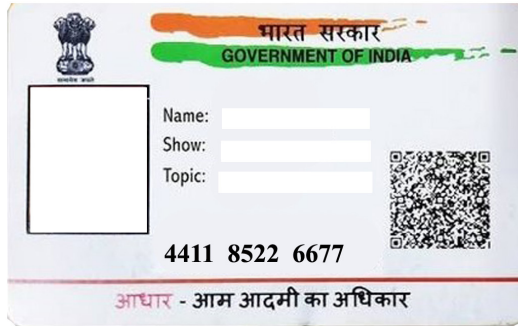 भारत सरकार
GOVERNMENT OF INDIA
Name:
Show:
Topic:
4411 8522 6677
आधार - आम आदमी का अधिकार